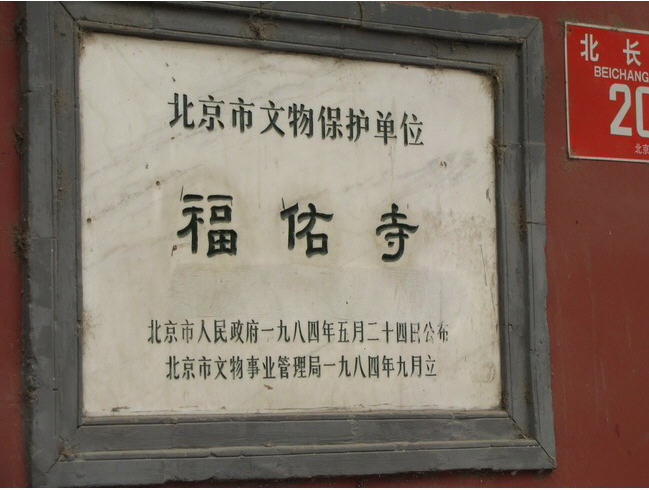 北京市文物保护单位
福佑寺
北京市人民政府一九八四年五月二十四日公布
北京市文物事业管理局一九八四年九月立
北长
BEICHANG
20
北京